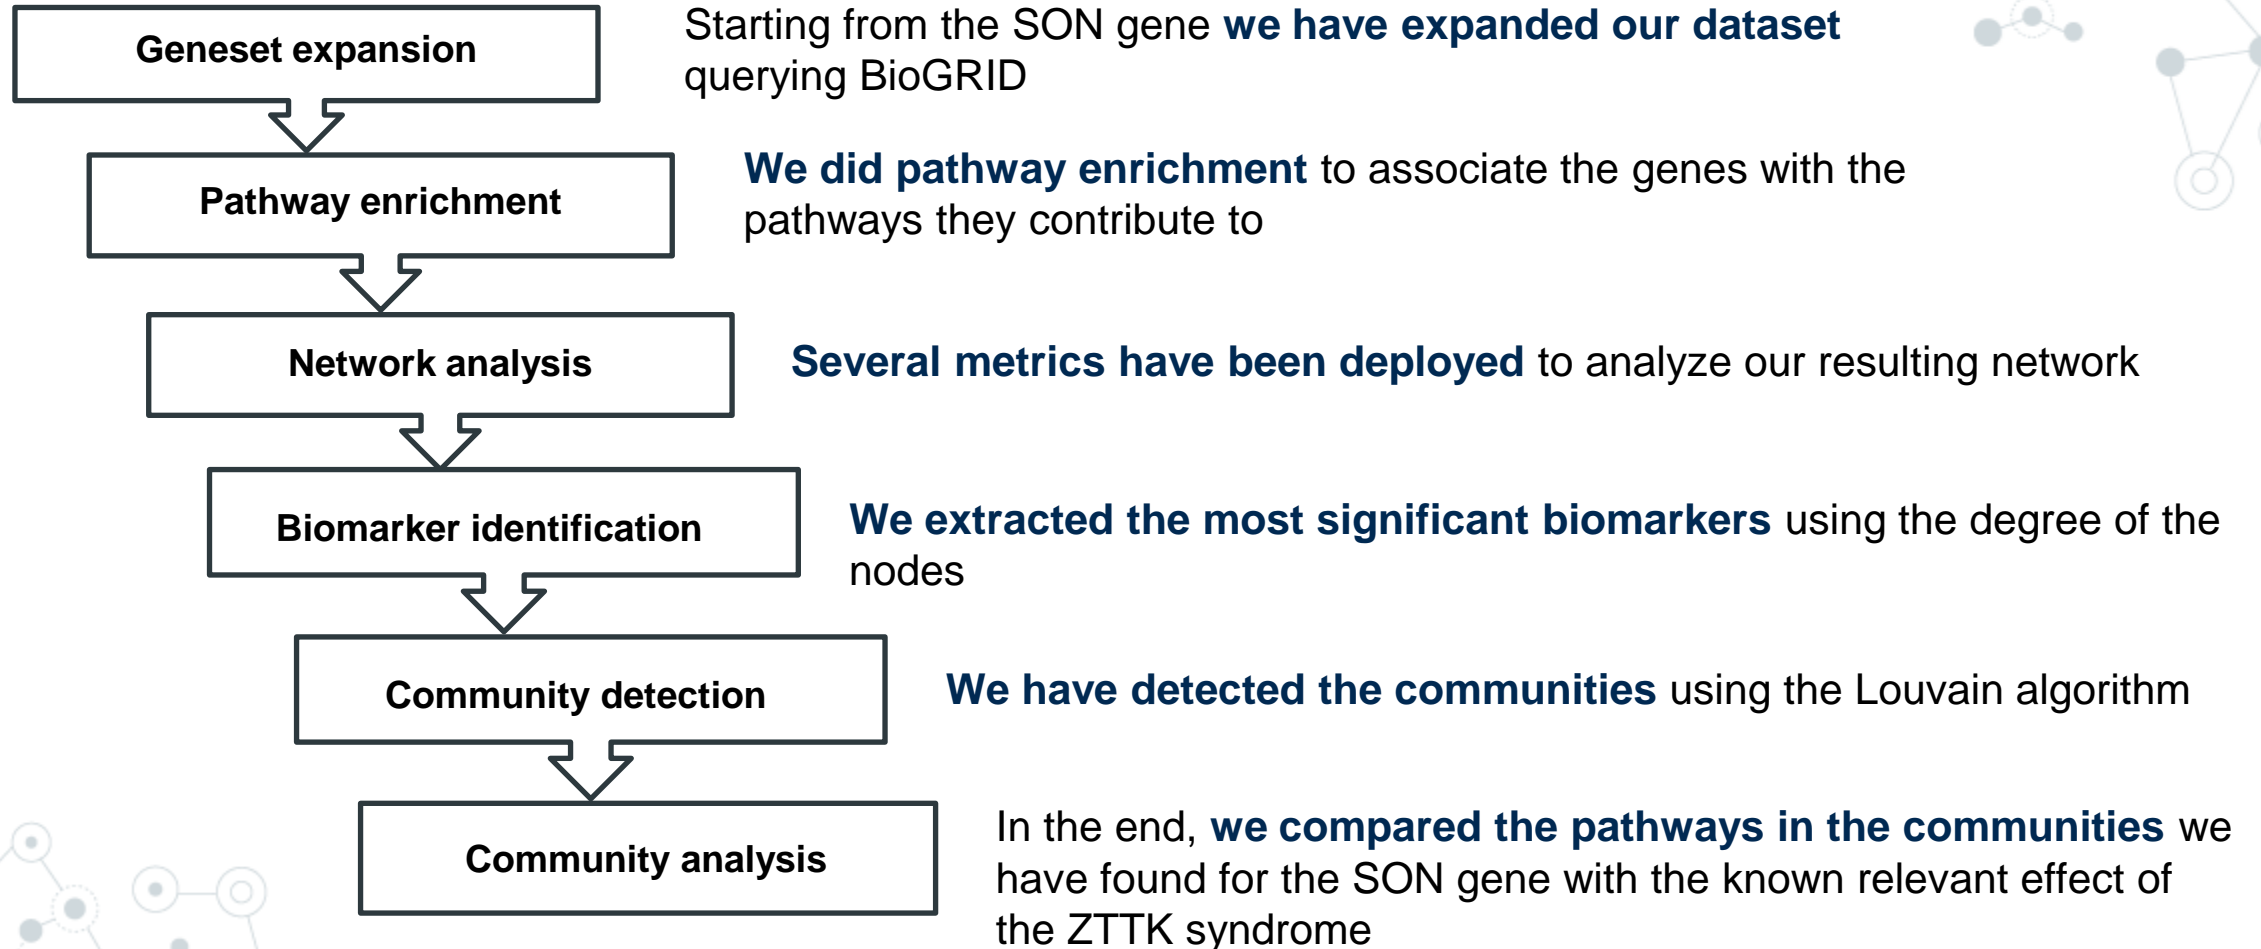 Geneset expansion
Starting from the SON gene we have expanded our dataset
querying BioGRID
Pathway enrichment
We did pathway enrichment to associate the genes with the
pathways they contribute to
Network analysis
Several metrics have been deployed to analyze our resulting network
Biomarker identification
We extracted the most significant biomarkers using the degree of the
nodes
Community detection
We have detected the communities using the Louvain algorithm
Community analysis
In the end, we compared the pathways in the communities we
have found for the SON gene with the known relevant effect of
the ZTTK syndrome